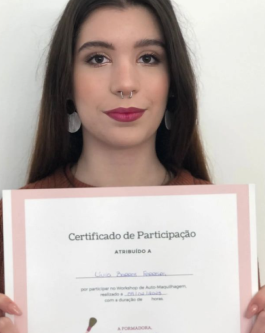 Certificado de Participação
ATRIBUÍDO A
por participar no Workshop de Auto-Maquilhagem
realizado a
com a duração de horas.
A FORMADORA,